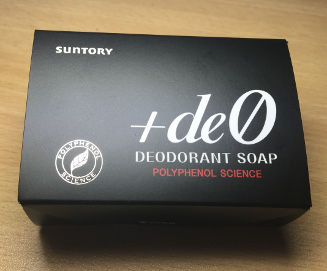 SUNTORY
+de0
DEODORANT SOAP
POLYPHENOL SCIENCE
POLYPHENOL
SCIENCE